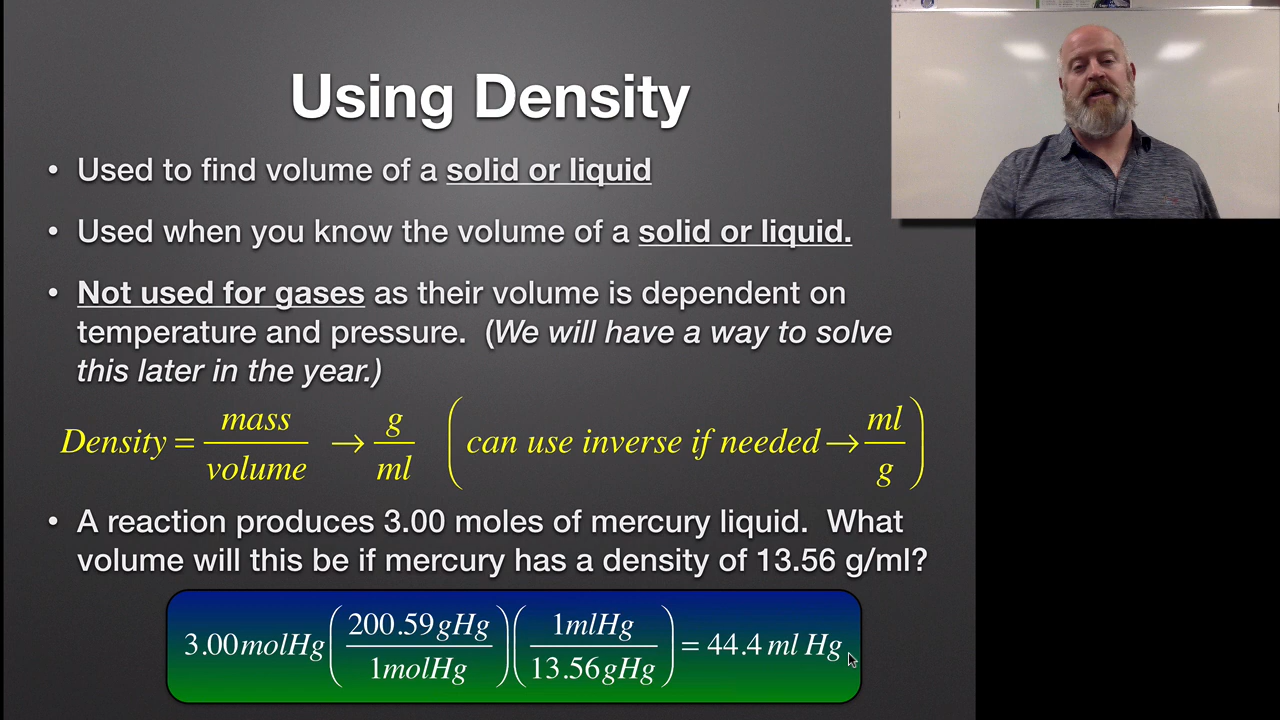 Using Density
• Used to find volume of a solid or liquid
• Used when you know the volume of a solid or liquid.
• Not used for gases as their volume is dependent on
temperature and pressure. (We will have a way to solve
this later in the year.)
Density = mass/volume → g/ml (can use inverse if needed → ml/g)
• A reaction produces 3.00 moles of mercury liquid. What
volume will this be if mercury has a density of 13.56 g/ml?
3.00molHg (200.59gHg/1molHg)(1mlHg/13.56gHg) = 44.4 ml Hg